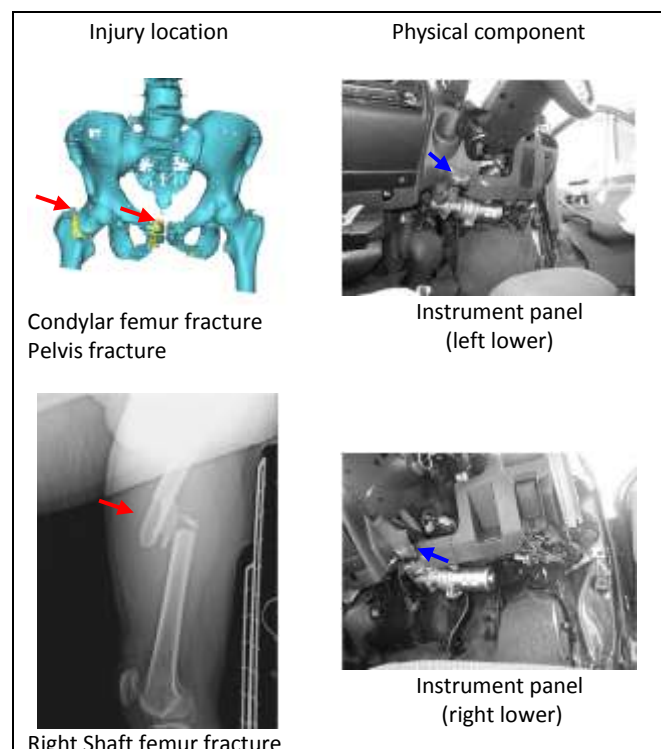 Injury location
Physical component
Condylar femur fracture
Pelvis fracture
Instrument panel
(left lower)
Instrument panel
(right lower)
Right Shaft femur fracture